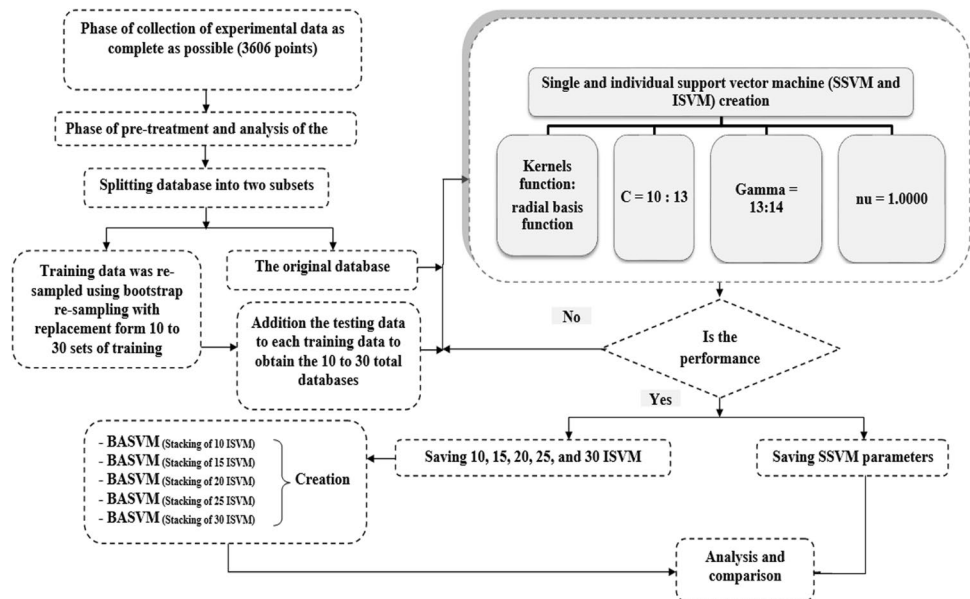 Phase of collection of experimental data as
complete as possible (3606 points)
Phase of pre-treatment and analysis of the
Splitting database into two subsets
Training data was re-
sampled using bootstrap
re-sampling with
replacement form 10 to
30 sets of training
The original database
Addition the testing data
to each training data to
obtain the 10 to 30 total
databases
Single and individual support vector machine (SSVM and
ISVM) creation
Kernels
function:
radial basis
function
C = 10 : 13
Gamma =
13:14
nu = 1.0000
No
Is the
performance
Yes
- BASVM (Stacking of 10 ISVM)
- BASVM (Stacking of 15 ISVM)
- BASVM (Stacking of 20 ISVM)
- BASVM (Stacking of 25 ISVM)
- BASVM (Stacking of 30 ISVM)
Creation
Saving 10, 15, 20, 25, and 30 ISVM
Saving SSVM parameters
Analysis and
comparison